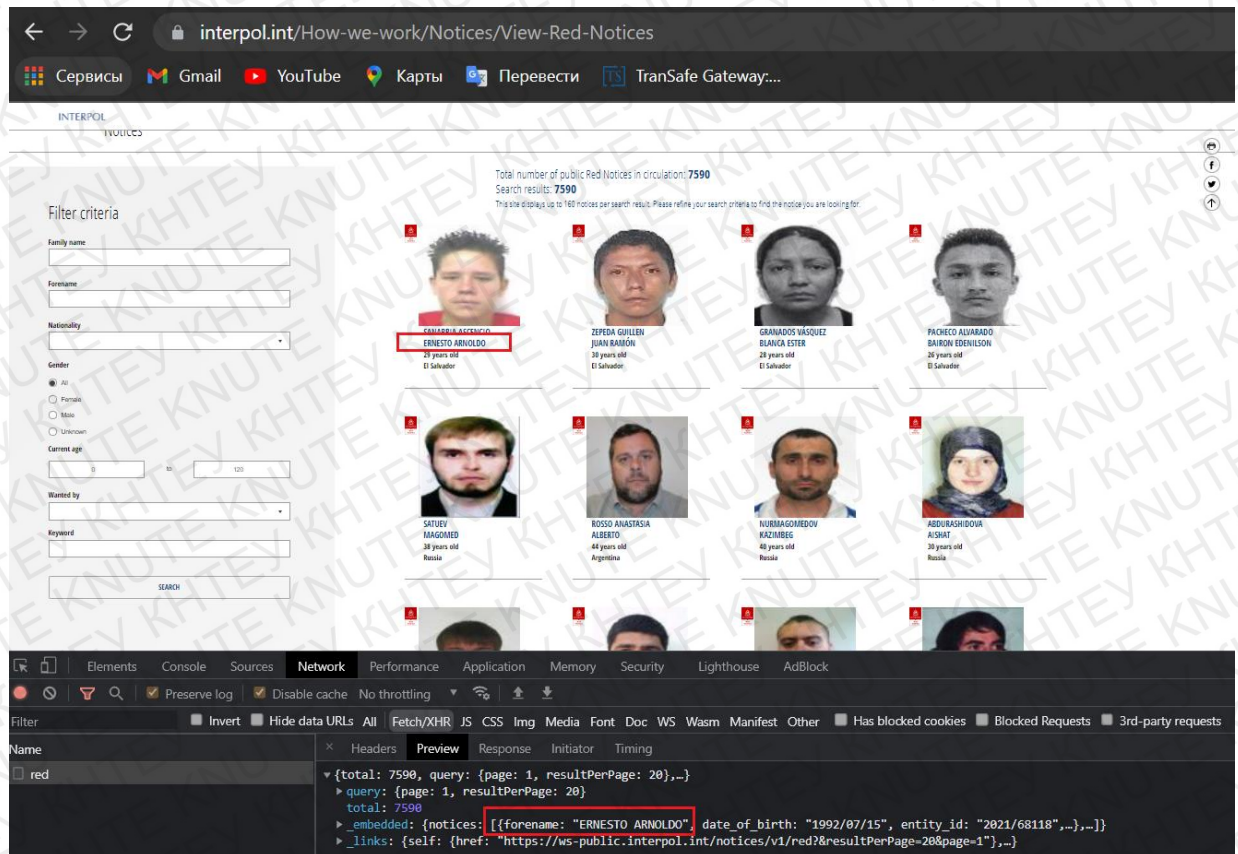 interpol.int/How-we-work/Notices/View-Red-Notices
Сервисы Gmail YouTube Карты Перевести TS TranSafe Gateway:...
INTERPOL
Notices
Total number of public Red Notices in circulation: 7590
Search results: 7590
This site displays up to 160 notices per search result. Please refine your search criteria to find the notice you are looking for.
Filter criteria
Family name
Forename
Nationality
Gender
All
Female
Male
Unknown
Current age
0 to 120
Wanted by
Keyword
SEARCH
SANABRIA ASCENCIO
ERNESTO ARNOLDO
29 years old
El Salvador
ZEPEDA GUILLEN
JUAN RAMÓN
30 years old
El Salvador
GRANADOS VÁSQUEZ
BLANCA ESTER
28 years old
El Salvador
PACHECO ALVARADO
BAIRON EDENILSON
26 years old
El Salvador
SATUEV
MAGOMED
38 years old
Russia
ROSSO ANASTASIA
ALBERTO
44 years old
Argentina
NURMAGOMEDOV
KAZIMBEG
40 years old
Russia
ABDURASHIDOVA
AISHAT
30 years old
Russia
Elements Console Sources Network Performance Application Memory Security Lighthouse AdBlock
Preserve log Disable cache No throttling
Filter Invert Hide data URLs All Fetch/XHR JS CSS Img Media Font Doc WS Wasm Manifest Other Has blocked cookies Blocked Requests 3rd-party requests
Name × Headers Preview Response Initiator Timing
red
{total: 7590, query: {page: 1, resultPerPage: 20},…}
query: {page: 1, resultPerPage: 20}
total: 7590
_embedded: {notices: [{forename: "ERNESTO ARNOLDO", date_of_birth: "1992/07/15", entity_id: "2021/68118",…},…]}
_links: {self: {href: "https://ws-public.interpol.int/notices/v1/red?&resultPerPage=20&page=1"},…}
KNUTE KHTEY